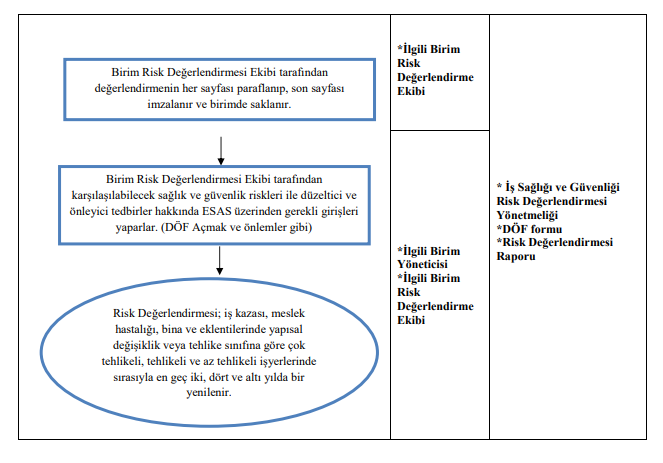 Birim Risk Değerlendirmesi Ekibi tarafından
değerlendirmenin her sayfası paraflanıp, son sayfası
imzalanır ve birimde saklanır.
*İlgili Birim
Risk
Değerlendirme
Ekibi
Birim Risk Değerlendirmesi Ekibi tarafından
karşılaşılabilecek sağlık ve güvenlik riskleri ile düzeltici ve
önleyici tedbirler hakkında ESAS üzerinden gerekli girişleri
yaparlar. (DÖF Açmak ve önlemler gibi)
Risk Değerlendirmesi; iş kazası, meslek
hastalığı, bina ve eklentilerinde yapısal
değişiklik veya tehlike sınıfına göre çok
tehlikeli, tehlikeli ve az tehlikeli işyerlerinde
sırasıyla en geç iki, dört ve altı yılda bir
yenilenir.
*İlgili Birim
Yöneticisi
*İlgili Birim
Risk
Değerlendirme
Ekibi
* İş Sağlığı ve Güvenliği
Risk Değerlendirmesi
Yönetmeliği
*DÖF formu
*Risk Değerlendirmesi
Raporu